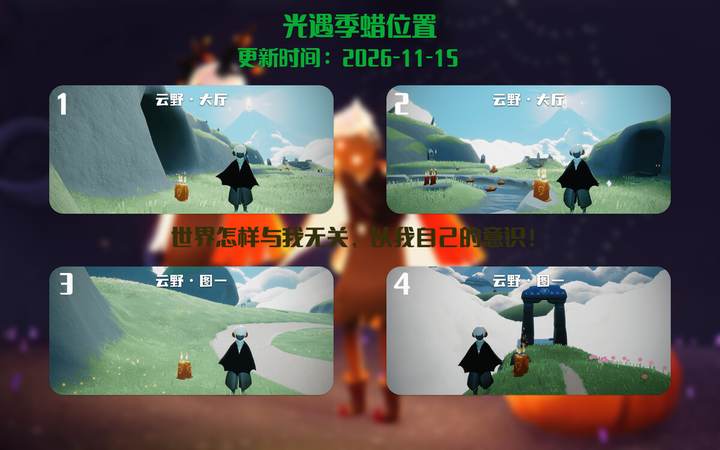 光遇季蜡位置
更新时间：2026-11-15
1
云野·大厅
2
云野·大厅
世界怎样与我无关，以我自己的意识！
3
云野·图一
4
云野·图一